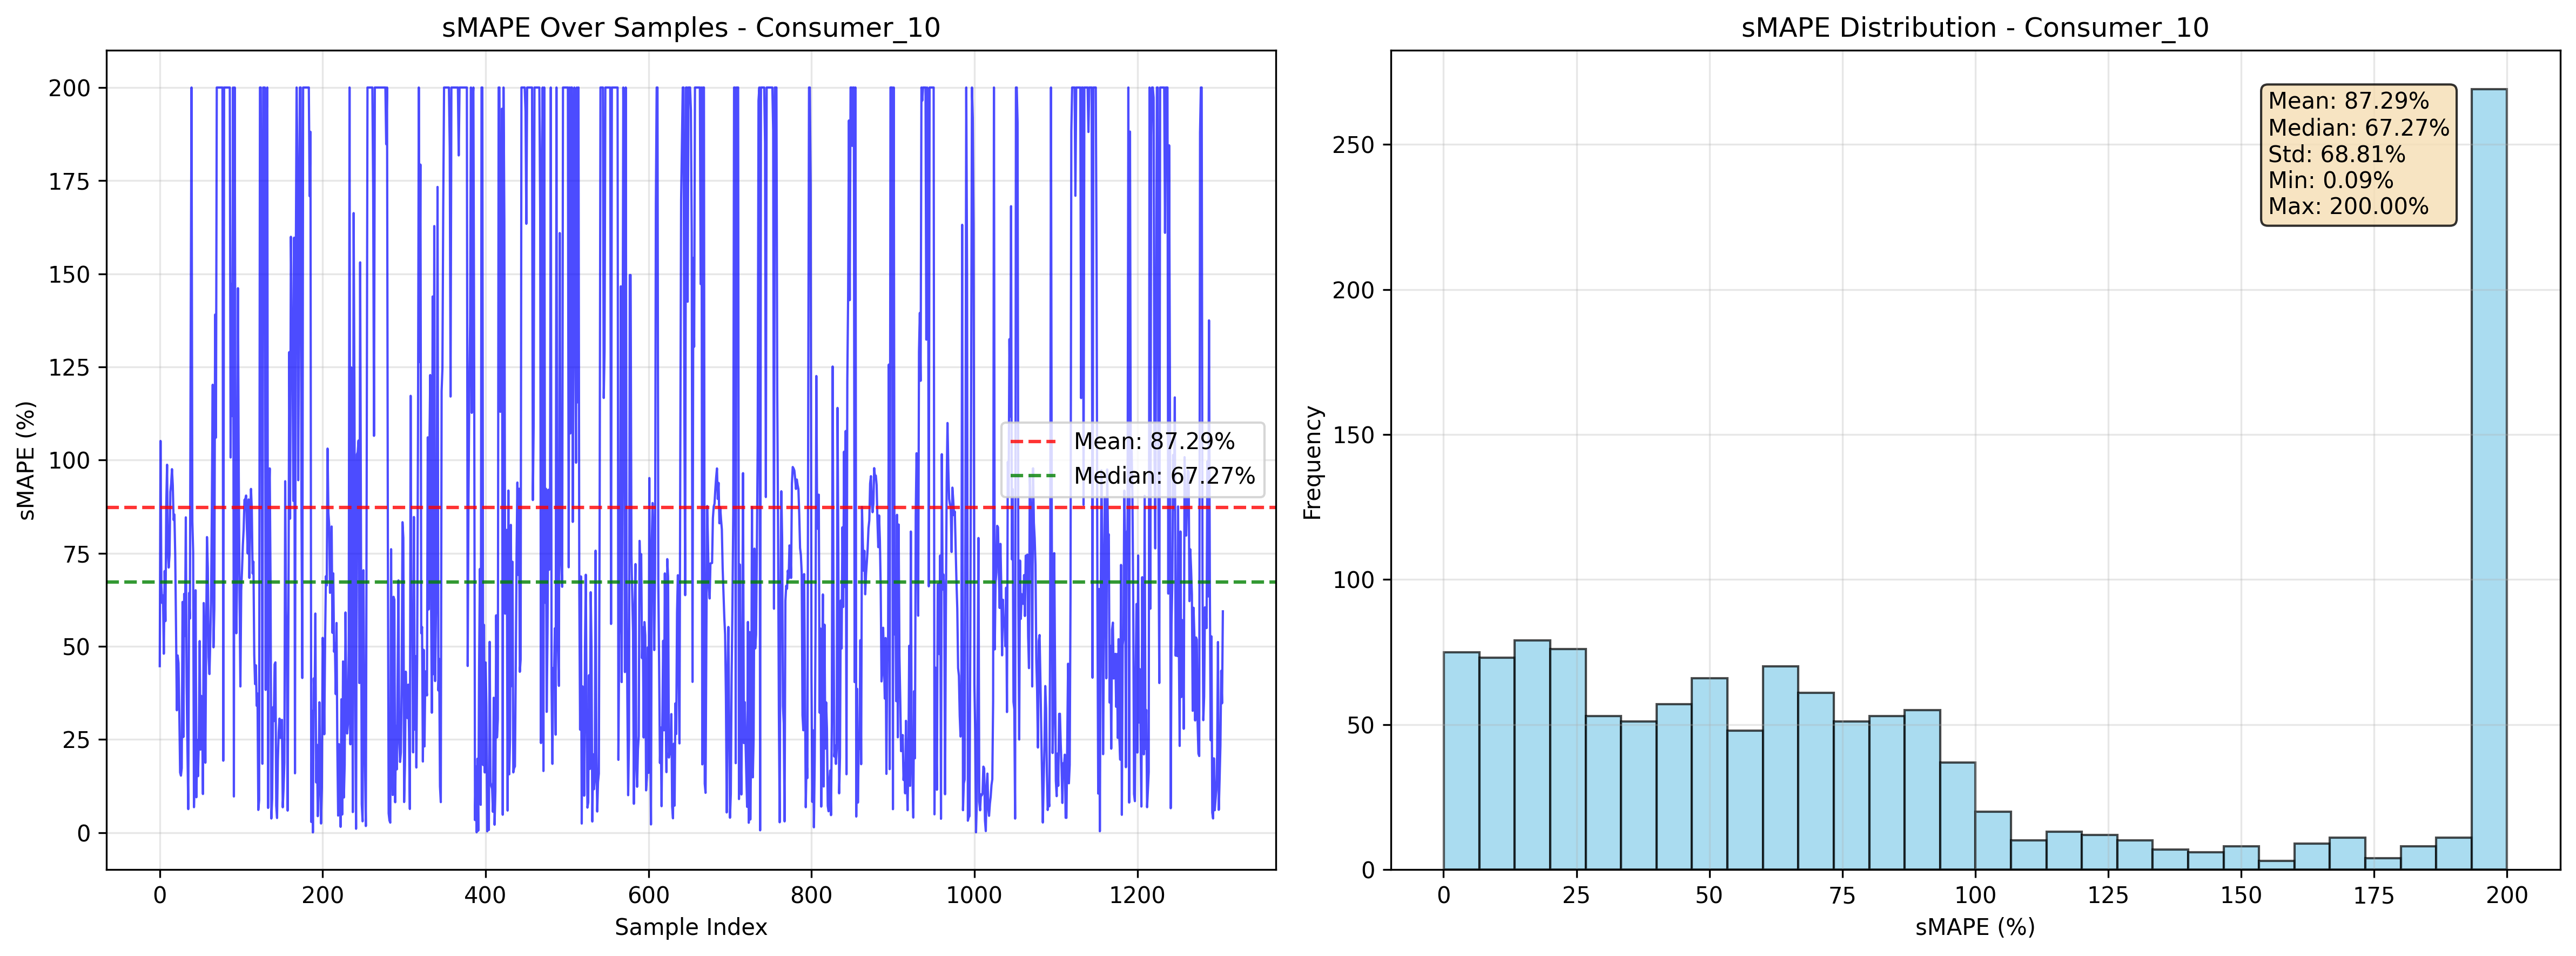 sMAPE Over Samples - Consumer_10
sMAPE (%)
200
175
150
125
100
75
50
25
0
Mean: 87.29%
Median: 67.27%
0 200 400 600 800 1000 1200
Sample Index
sMAPE Distribution - Consumer_10
Frequency
250
200
150
100
50
0
Mean: 87.29%
Median: 67.27%
Std: 68.81%
Min: 0.09%
Max: 200.00%
0 25 50 75 100 125 150 175 200
sMAPE (%)